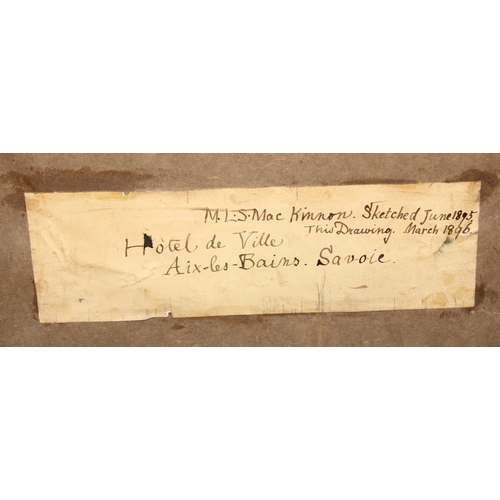 M.L.S. Mac Kinnon. Sketched June 1895
This Drawing. March 1896
Hôtel de Ville
Aix-les-Bains. Savoie.